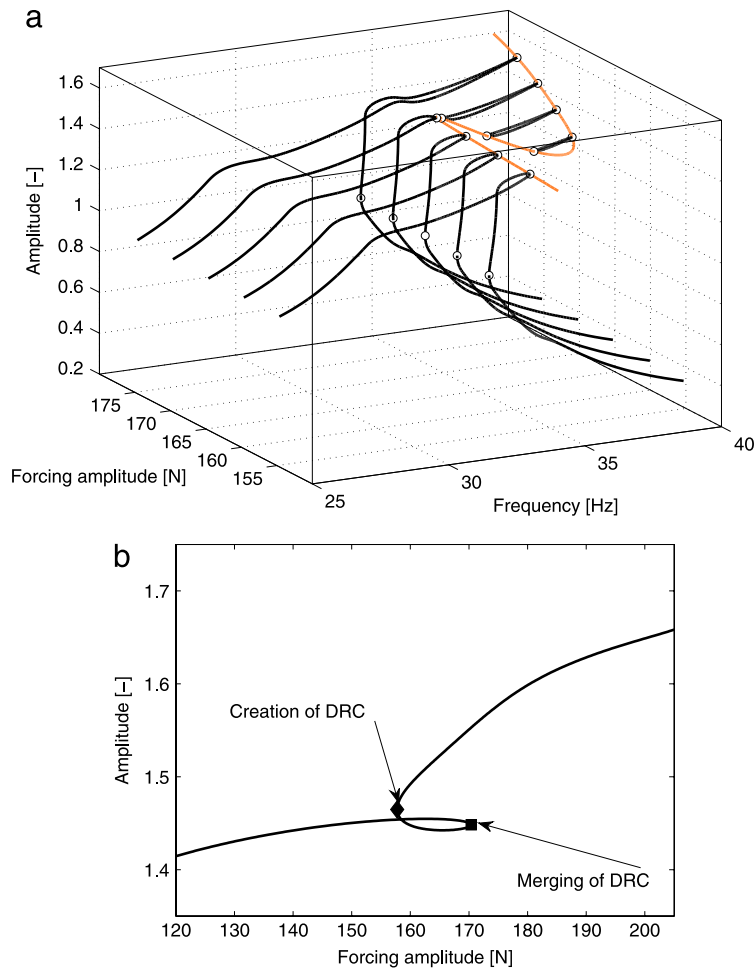 a
1.6
1.4
1.2
1
0.8
0.6
0.4
0.2
Amplitude [–]
175
170
165
160
155
Forcing amplitude [N]
25
30
35
40
Frequency [Hz]
b
1.7
1.6
1.5
1.4
Amplitude [–]
Creation of DRC
Merging of DRC
120 130 140 150 160 170 180 190 200
Forcing amplitude [N]